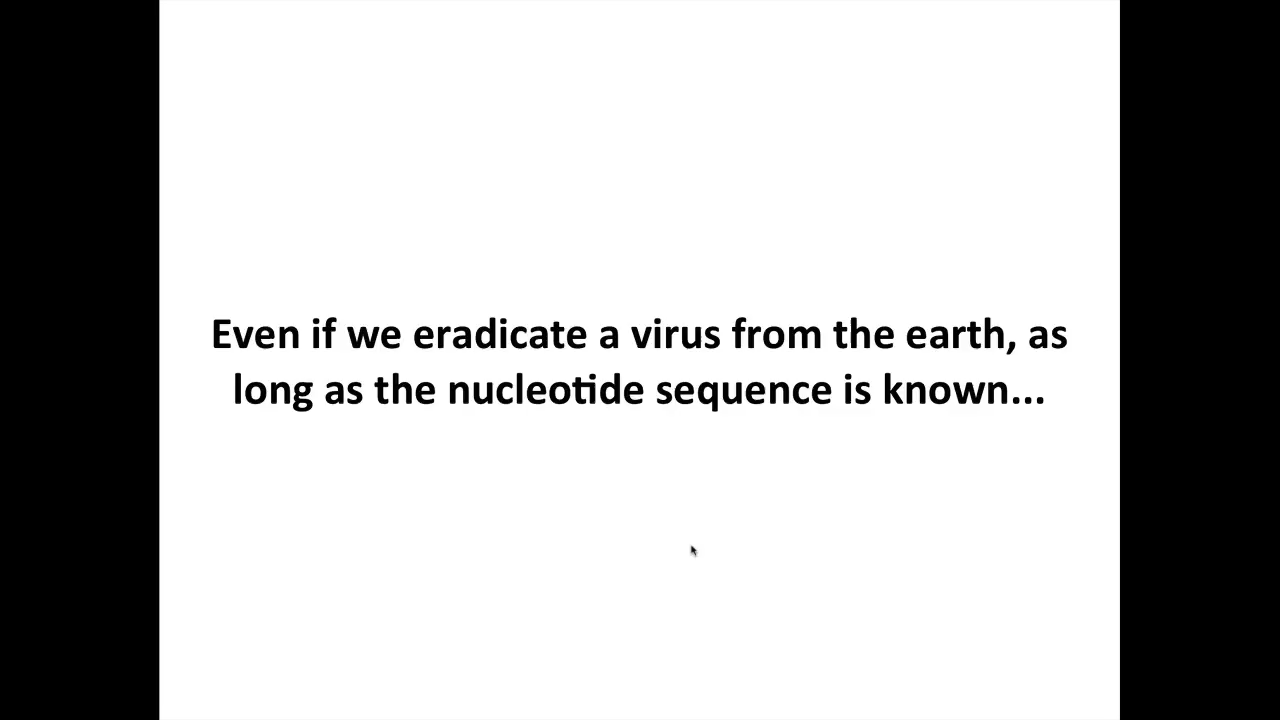 Even if we eradicate a virus from the earth, as
long as the nucleotide sequence is known...